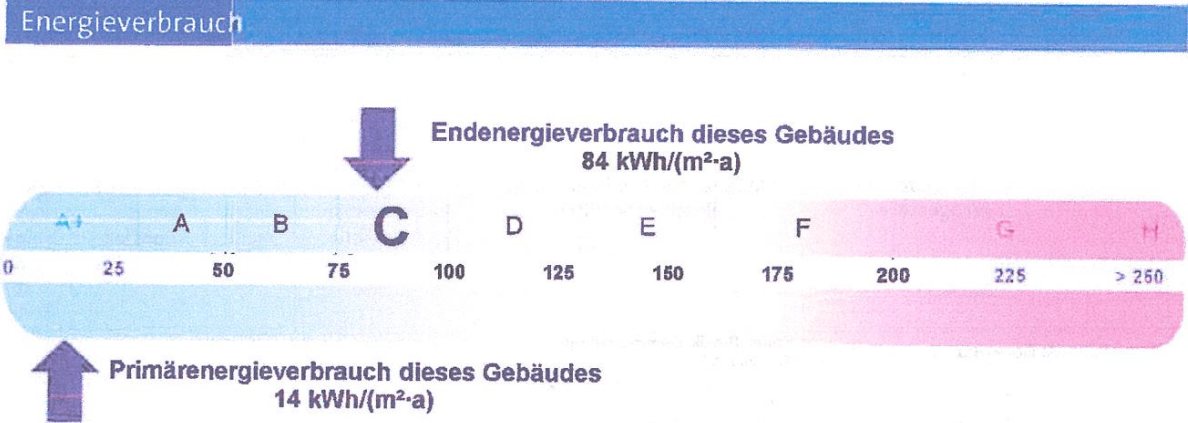 Energieverbrauch
Endenergieverbrauch dieses Gebäudes
84 kWh/(m²·a)
A+ A B C D E F G H
0 25 50 75 100 125 150 175 200 225 > 250
Primärenergieverbrauch dieses Gebäudes
14 kWh/(m²·a)